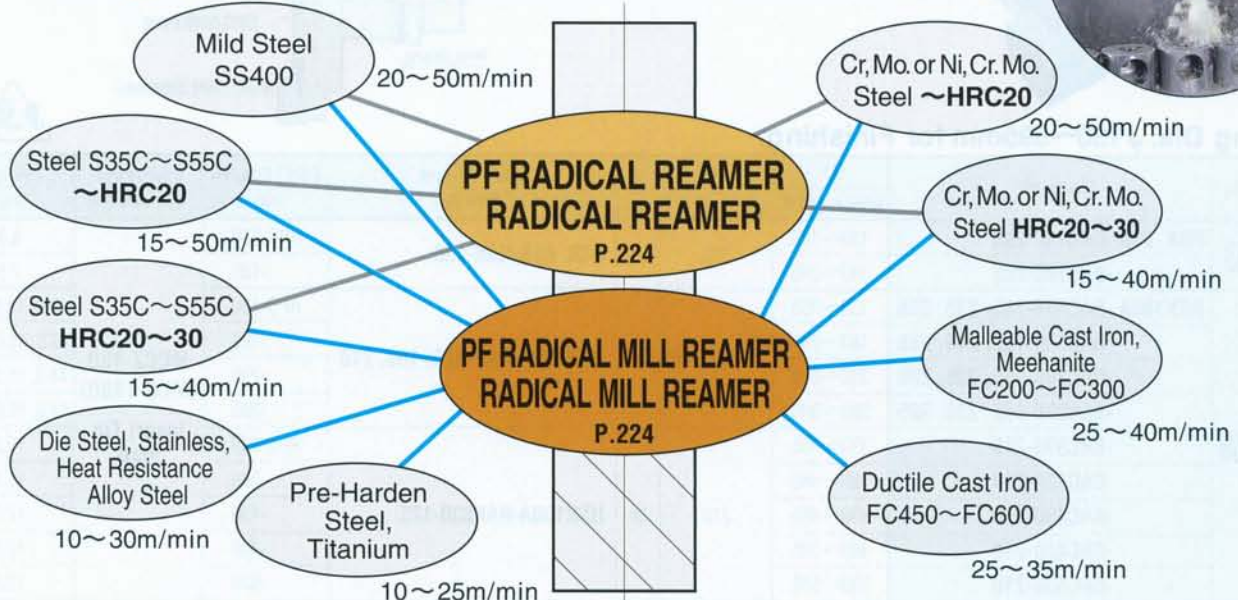 Mild Steel
SS400
20～50m/min
Steel S35C～S55C
～HRC20
15～50m/min
Steel S35C～S55C
HRC20～30
15～40m/min
Die Steel, Stainless,
Heat Resistance
Alloy Steel
10～30m/min
Pre-Harden
Steel,
Titanium
10～25m/min
PF RADICAL REAMER
RADICAL REAMER
P.224
PF RADICAL MILL REAMER
RADICAL MILL REAMER
P.224
Cr, Mo. or Ni, Cr. Mo.
Steel ～HRC20
20～50m/min
Cr, Mo. or Ni, Cr. Mo.
Steel HRC20～30
15～40m/min
Malleable Cast Iron,
Meehanite
FC200～FC300
25～40m/min
Ductile Cast Iron
FC450～FC600
25～35m/min